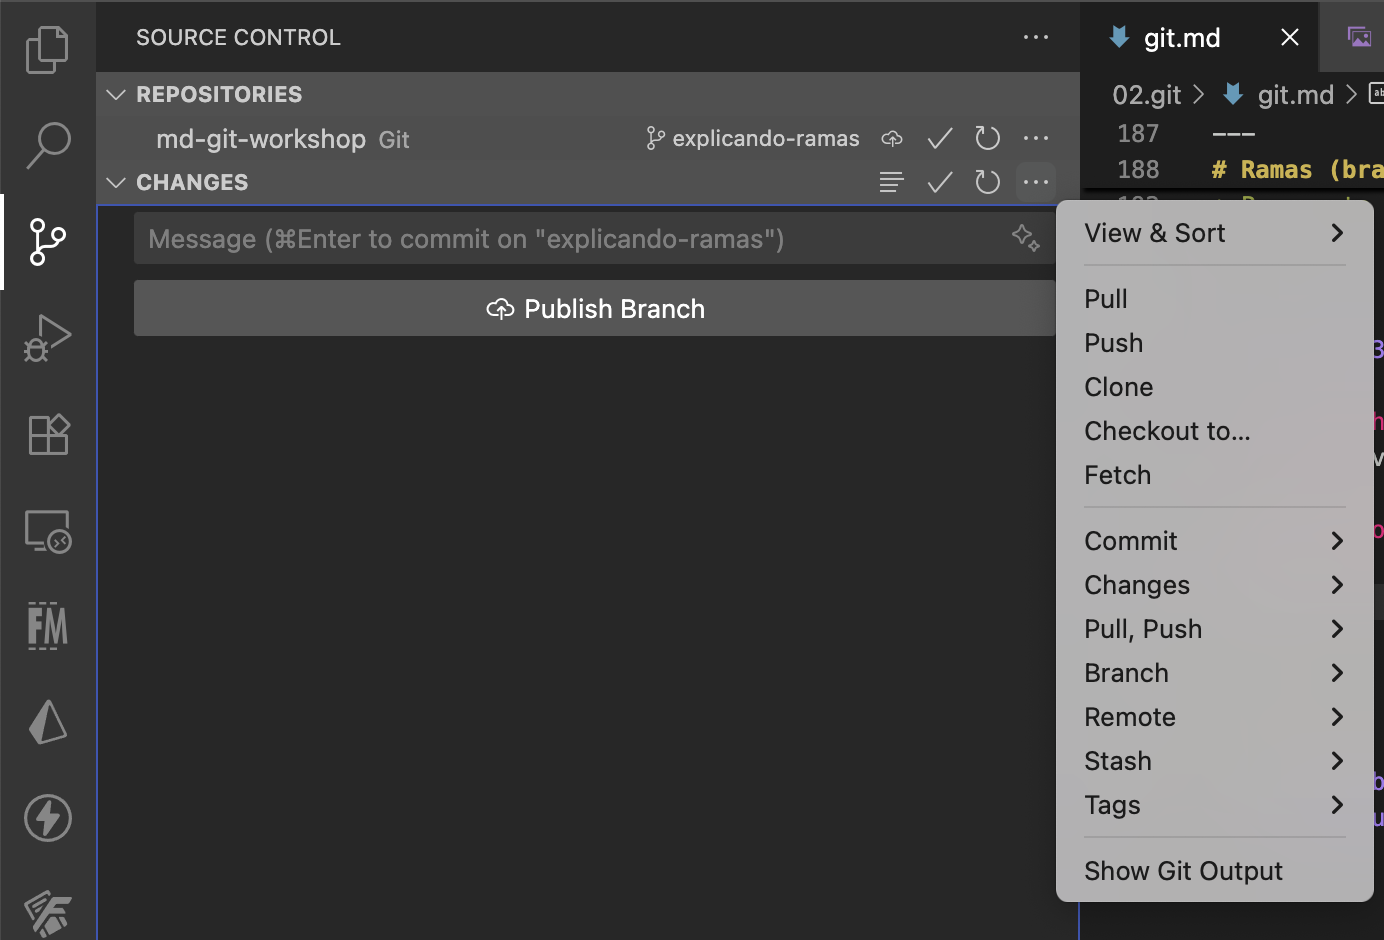 SOURCE CONTROL
git.md
REPOSITORIES
02.git > git.md >
md-git-workshop Git explicando-ramas
187 ---
188 # Ramas (bra
CHANGES
Message (⌘Enter to commit on "explicando-ramas")
Publish Branch
View & Sort
Pull
Push
Clone
Checkout to...
Fetch
Commit
Changes
Pull, Push
Branch
Remote
Stash
Tags
Show Git Output
FM